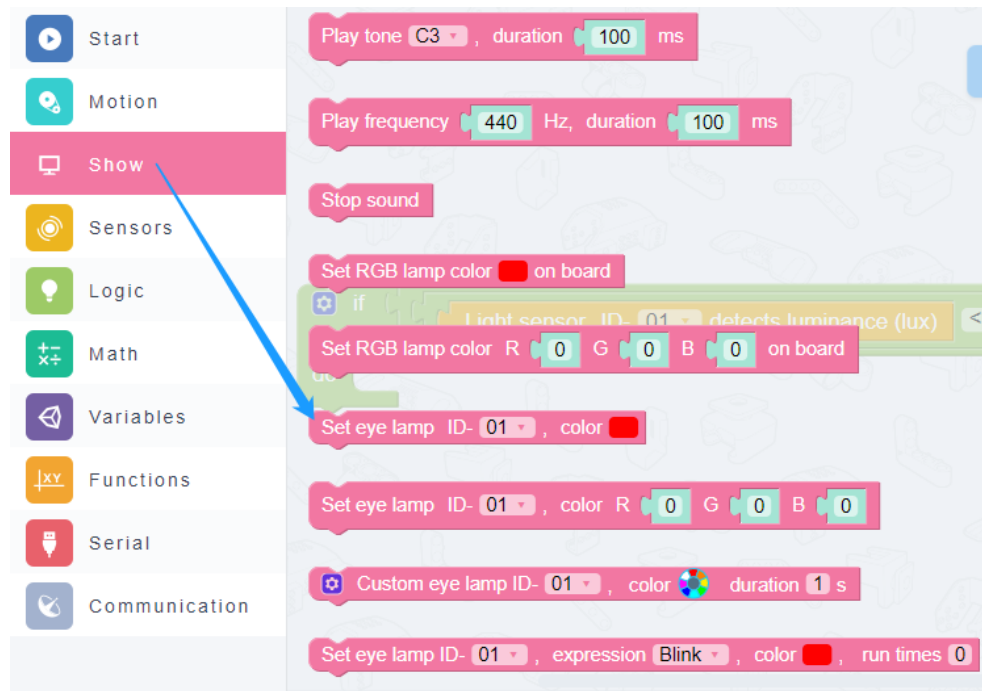 Start
Motion
Show
Sensors
Logic
Math
Variables
Functions
Serial
Communication
Play tone C3 , duration 100 ms
Play frequency 440 Hz, duration 100 ms
Stop sound
Set RGB lamp color on board
if Light sensor ID- 01 detects luminance (lux) <
Set RGB lamp color R 0 G 0 B 0 on board
do
Set eye lamp ID- 01 , color
Set eye lamp ID- 01 , color R 0 G 0 B 0
Custom eye lamp ID- 01 , color duration 1 s
Set eye lamp ID- 01 , expression Blink , color , run times 0